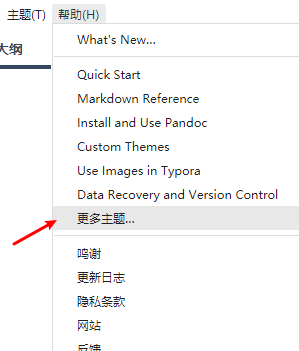 主题(T) 帮助(H)
大纲
What's New...
Quick Start
Markdown Reference
Install and Use Pandoc
Custom Themes
Use Images in Typora
Data Recovery and Version Control
更多主题...
鸣谢
更新日志
隐私条款
网站
反馈